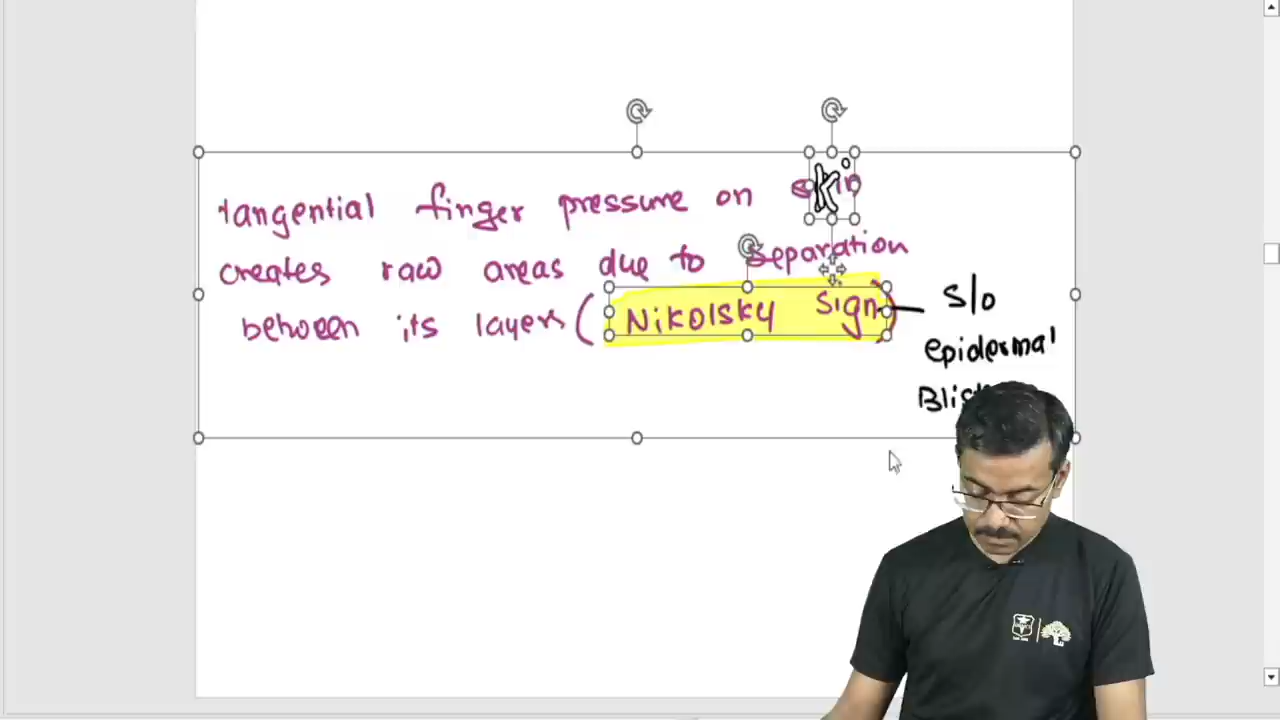 tangential finger pressure on skin
creates raw areas due to separation
between its layers (Nikolsky sign) — S/o
epidermal